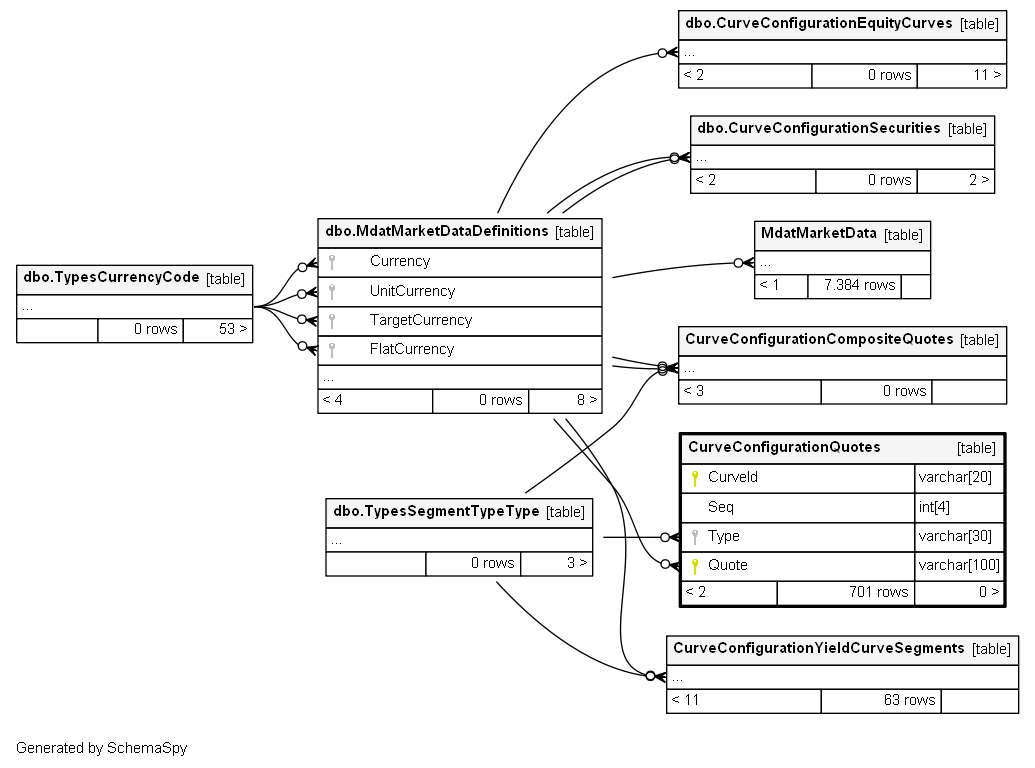 dbo.CurveConfigurationEquityCurves [table]
...
< 2 0 rows 11 >
dbo.CurveConfigurationSecurities [table]
...
< 2 0 rows 2 >
dbo.MdatMarketDataDefinitions [table]
Currency
UnitCurrency
TargetCurrency
FlatCurrency
...
< 4 0 rows 8 >
MdatMarketData [table]
...
< 1 7.384 rows
dbo.TypesCurrencyCode [table]
...
0 rows 53 >
CurveConfigurationCompositeQuotes [table]
...
< 3 0 rows
CurveConfigurationQuotes [table]
CurveId varchar[20]
Seq int[4]
Type varchar[30]
Quote varchar[100]
< 2 701 rows 0 >
dbo.TypesSegmentTypeType [table]
...
0 rows 3 >
CurveConfigurationYieldCurveSegments [table]
...
< 11 63 rows
Generated by SchemaSpy